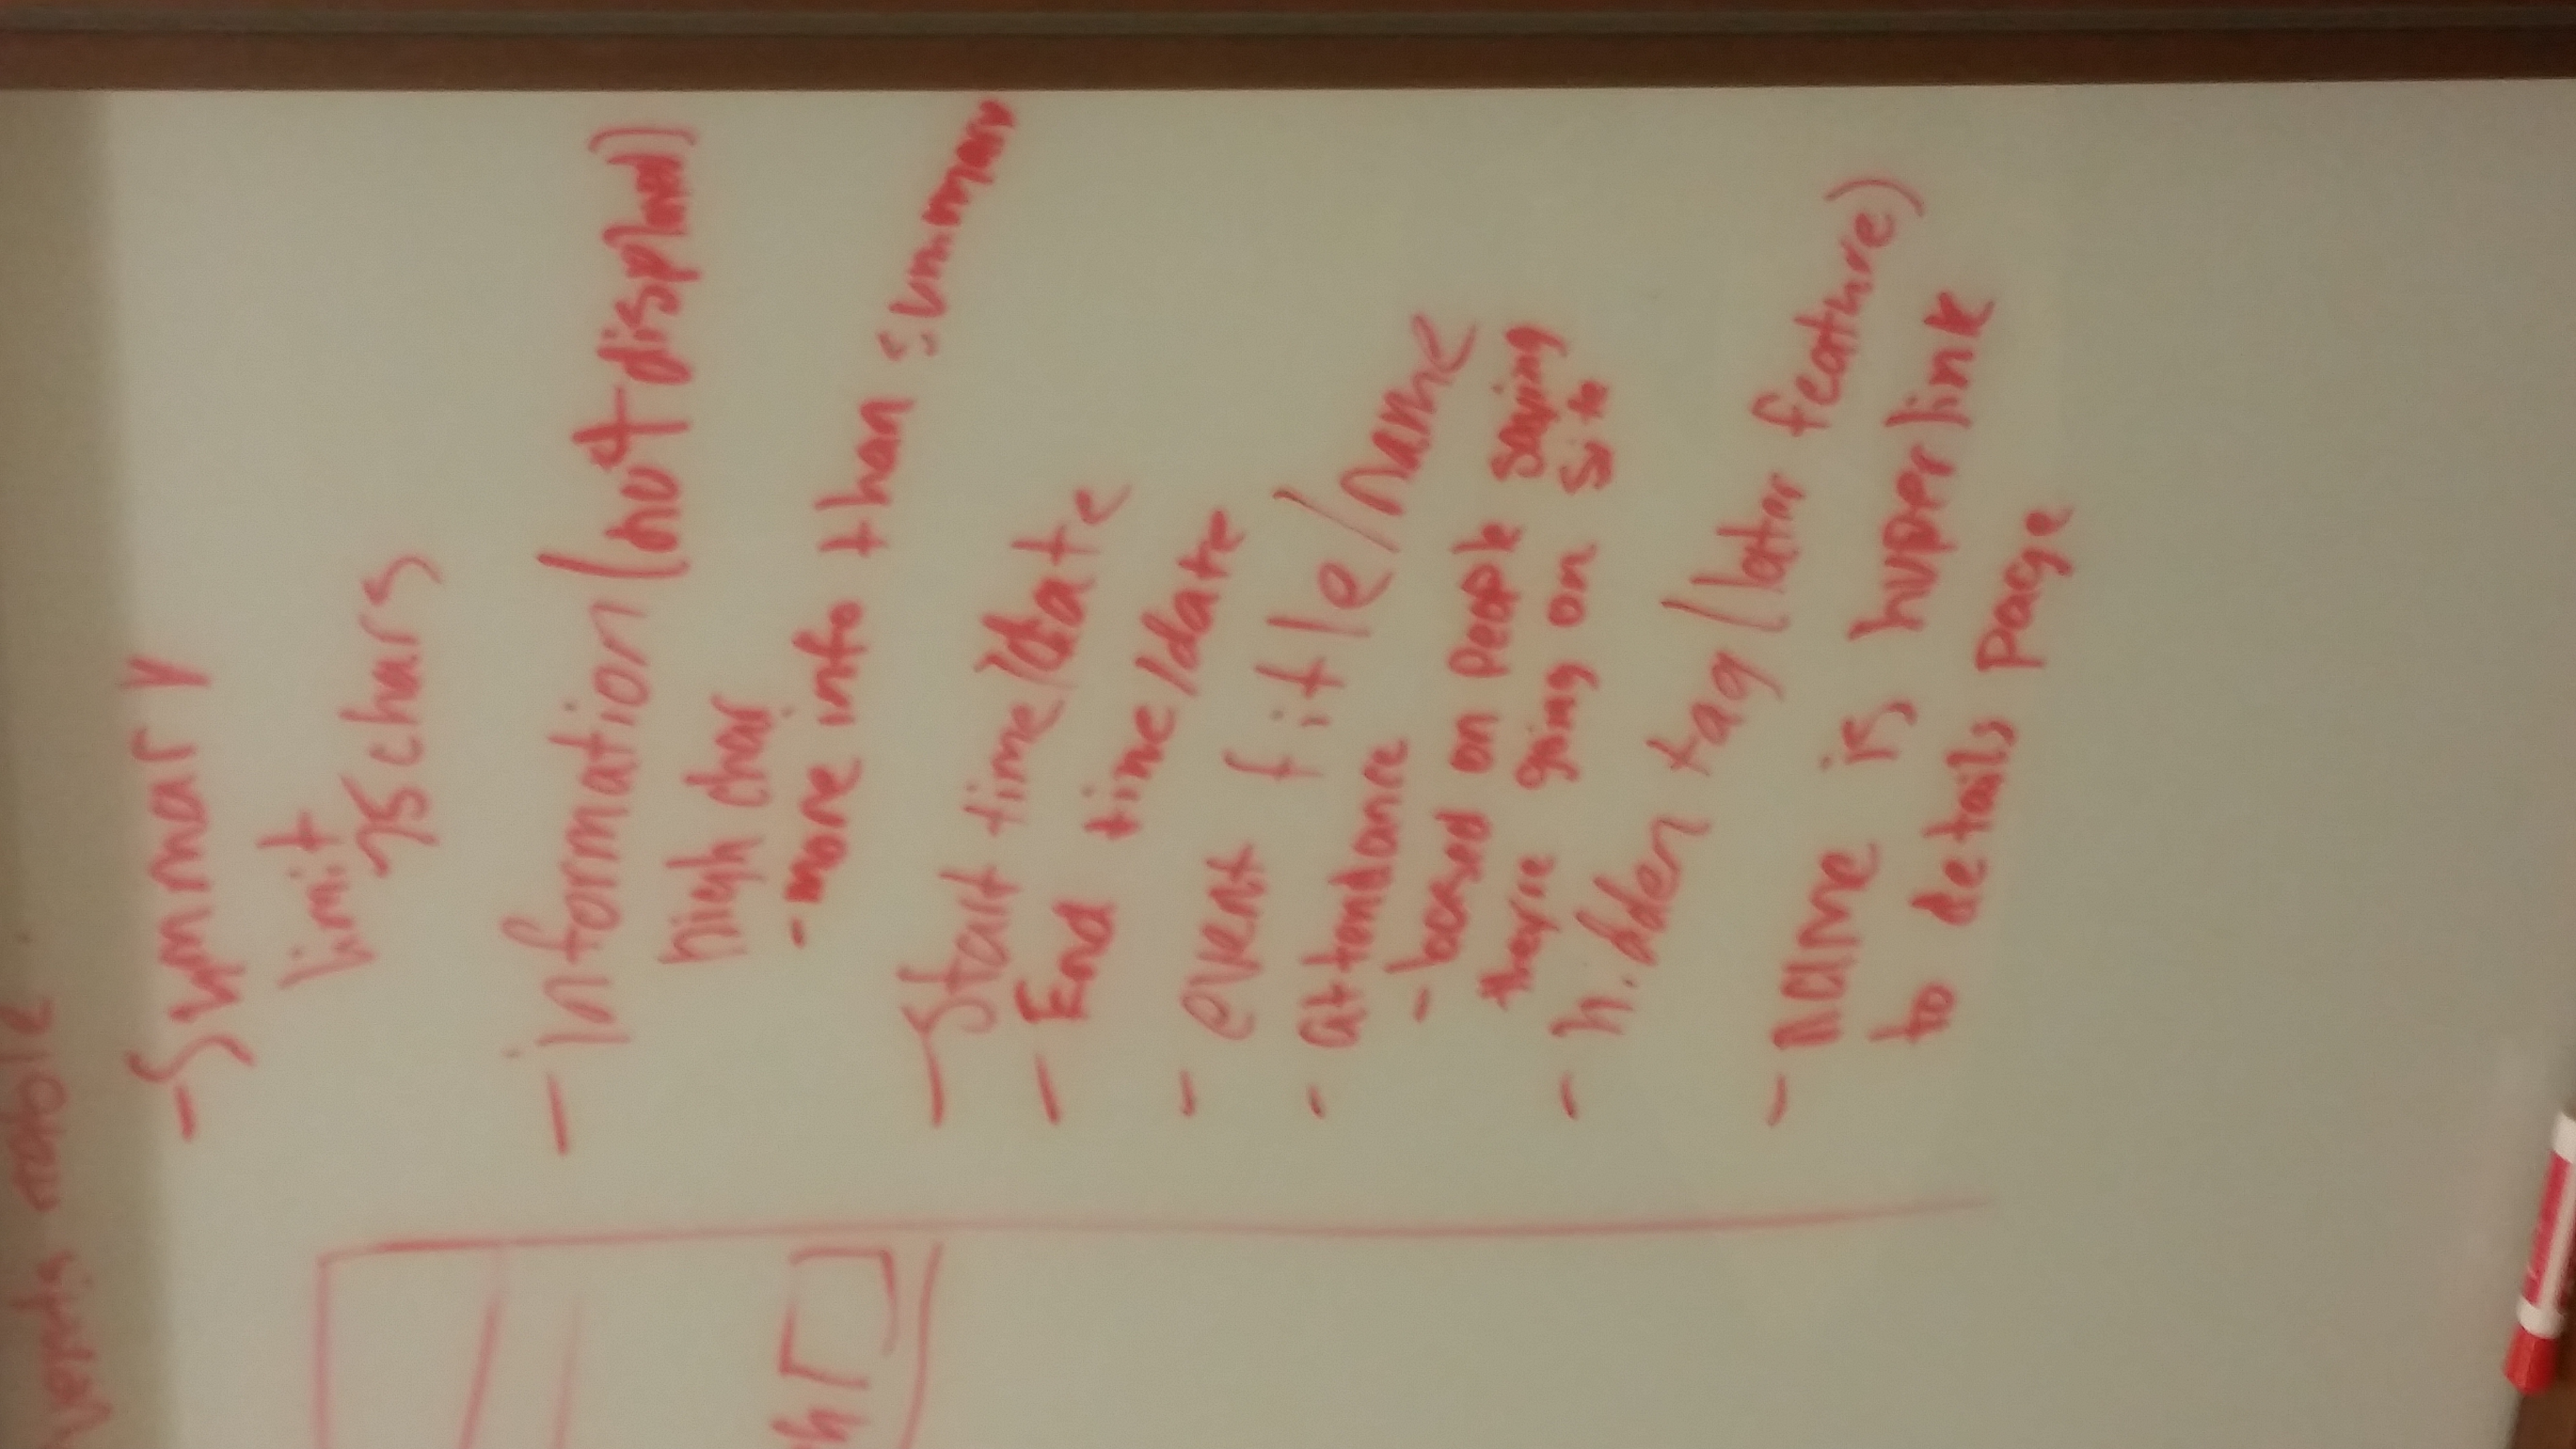 vents table
- Summary
limit
75 chars
- information (not displayed)
high char
- more info than summary
- Start time/date
- End time/date
- event title/name
- attendance
- based on people saying
they're going on site
- hidden tag (later feature)
- name is hyperlink
to details page
h [ ]